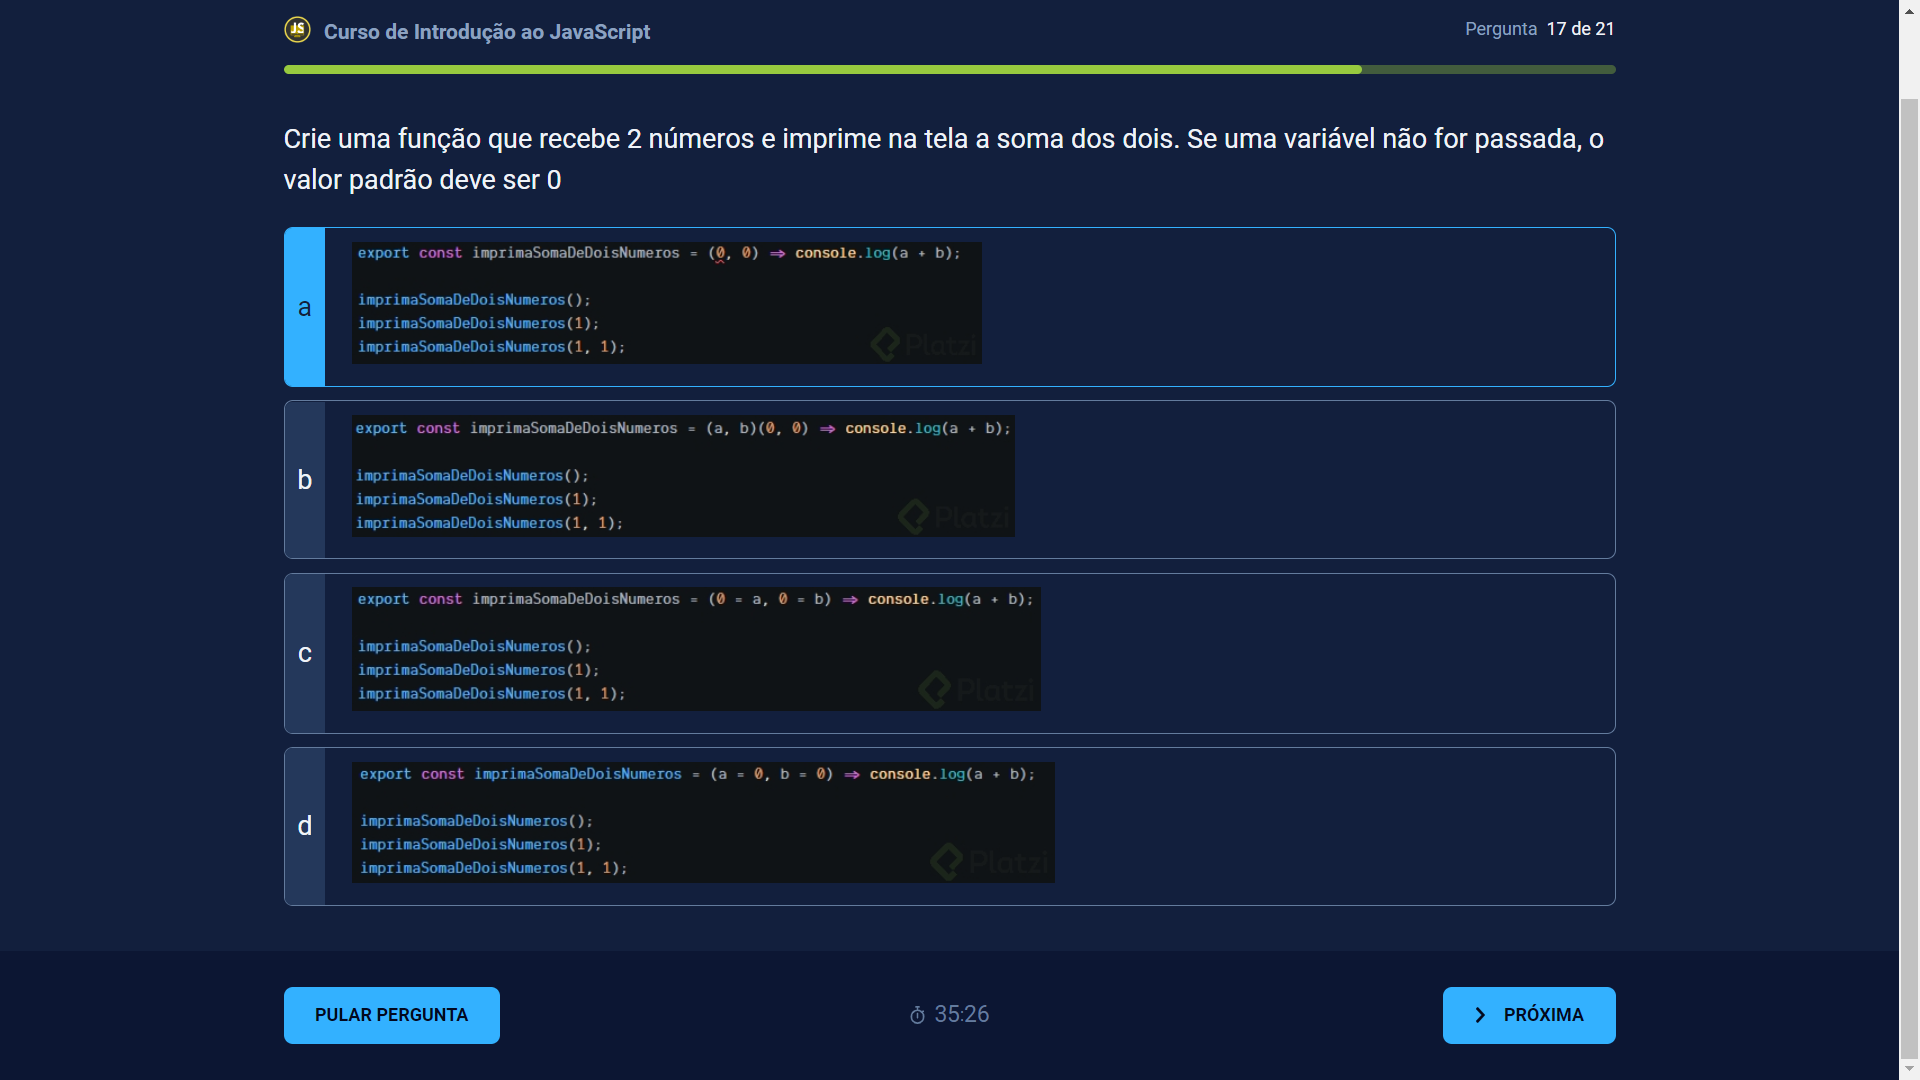 JS
Curso de Introdução ao JavaScript
Pergunta 17 de 21
Crie uma função que recebe 2 números e imprime na tela a soma dos dois. Se uma variável não for passada, o
valor padrão deve ser 0
a
export const imprimaSomaDeDoisNumeros = (0, 0) => console.log(a + b);
imprimaSomaDeDoisNumeros();
imprimaSomaDeDoisNumeros(1);
imprimaSomaDeDoisNumeros(1, 1);
Platzi
b
export const imprimaSomaDeDoisNumeros = (a, b)(0, 0) => console.log(a + b);
imprimaSomaDeDoisNumeros();
imprimaSomaDeDoisNumeros(1);
imprimaSomaDeDoisNumeros(1, 1);
Platzi
c
export const imprimaSomaDeDoisNumeros = (0 = a, 0 = b) => console.log(a + b);
imprimaSomaDeDoisNumeros();
imprimaSomaDeDoisNumeros(1);
imprimaSomaDeDoisNumeros(1, 1);
Platzi
d
export const imprimaSomaDeDoisNumeros = (a = 0, b = 0) => console.log(a + b);
imprimaSomaDeDoisNumeros();
imprimaSomaDeDoisNumeros(1);
imprimaSomaDeDoisNumeros(1, 1);
Platzi
PULAR PERGUNTA
35:26
PRÓXIMA